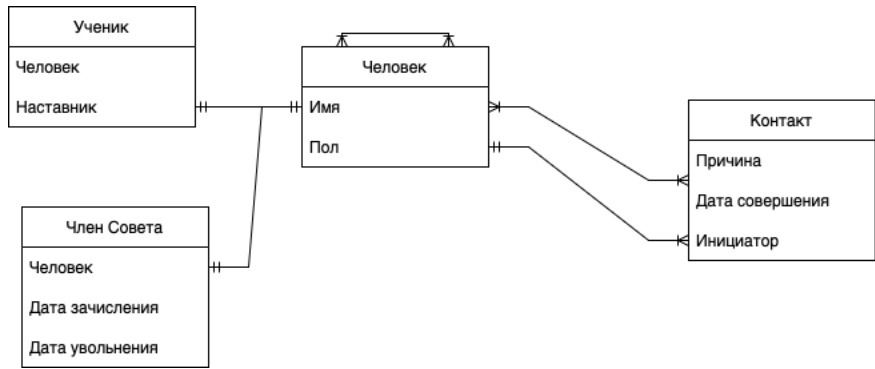 Ученик
Человек
Наставник
Человек
Имя
Пол
Контакт
Причина
Дата совершения
Инициатор
Член Совета
Человек
Дата зачисления
Дата увольнения